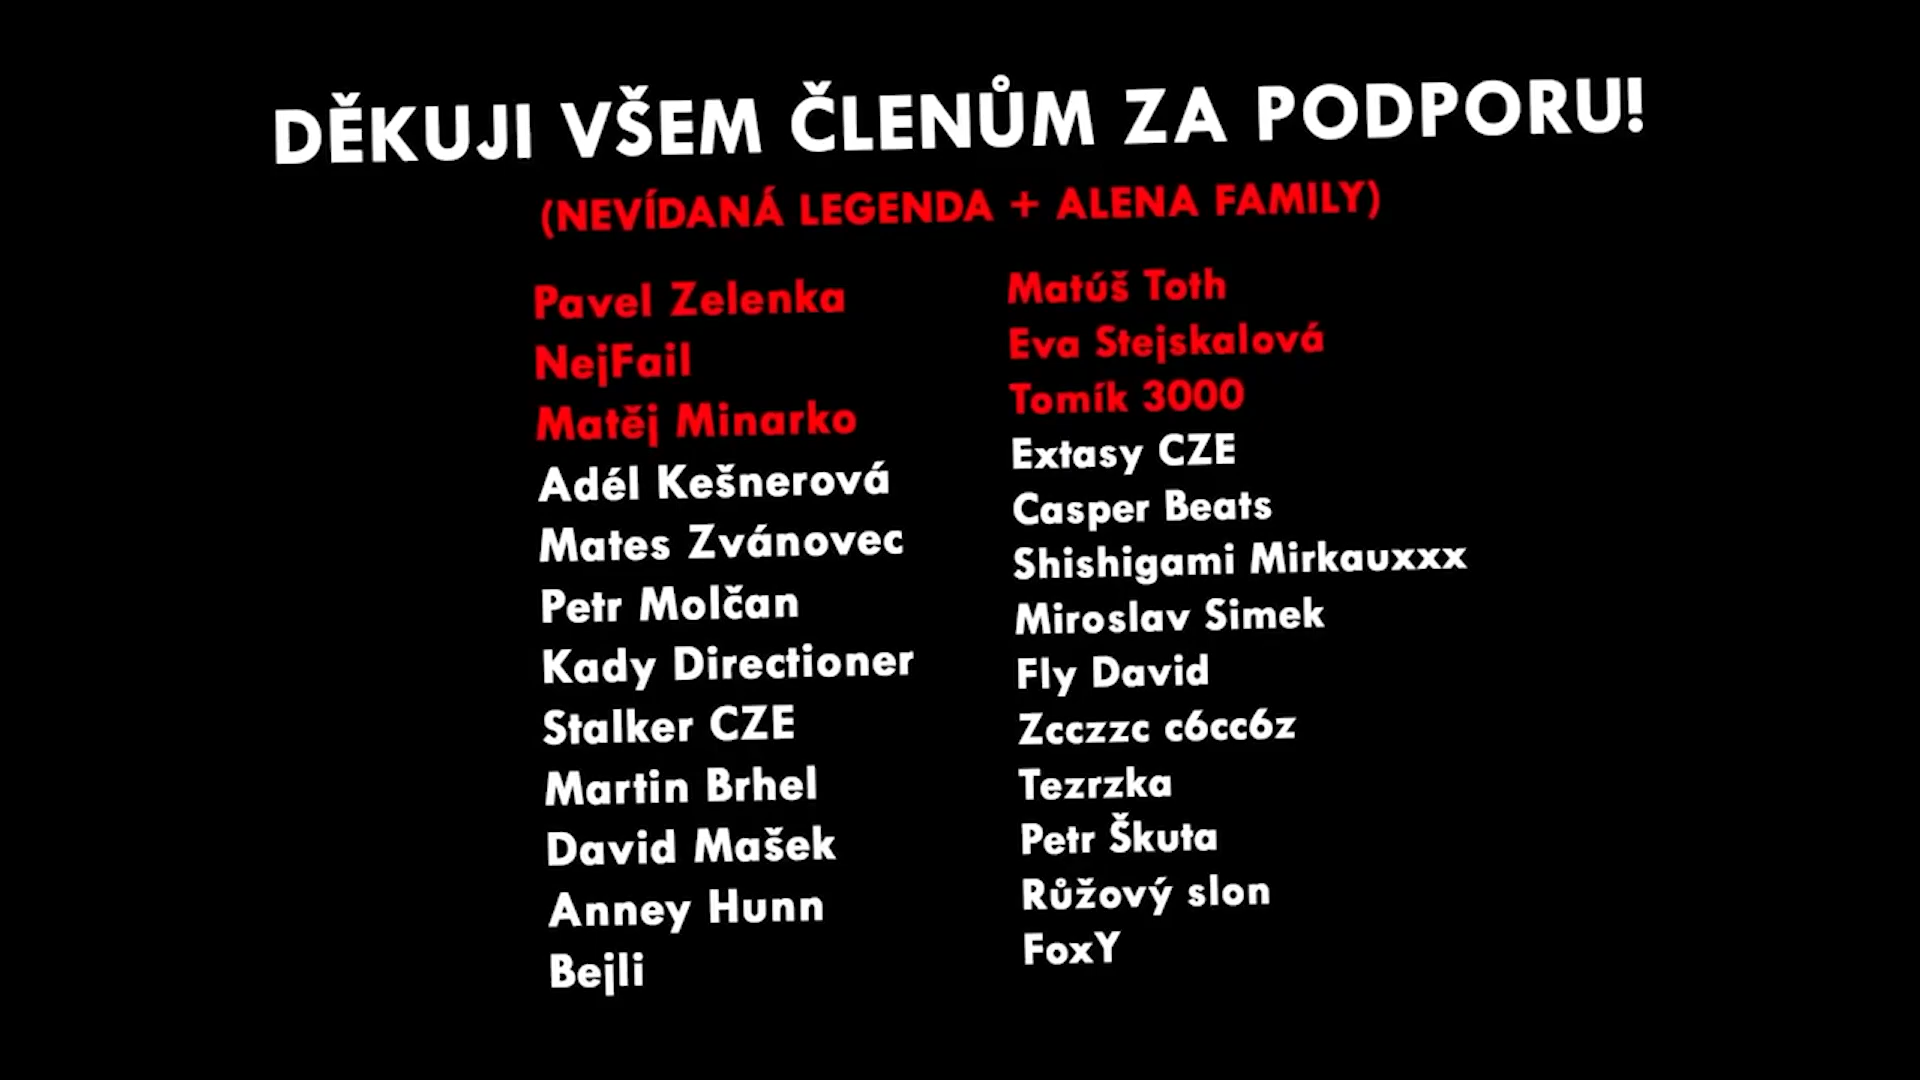 DĚKUJI VŠEM ČLENŮM ZA PODPORU!
(NEVÍDANÁ LEGENDA + ALENA FAMILY)
Pavel Zelenka
NejFail
Matěj Minarko
Adél Kešnerová
Mates Zvánovec
Petr Molčan
Kady Directioner
Stalker CZE
Martin Brhel
David Mašek
Anney Hunn
Bejli
Matúš Toth
Eva Stejskalová
Tomík 3000
Extasy CZE
Casper Beats
Shishigami Mirkauxxx
Miroslav Simek
Fly David
Zcczzc c6cc6z
Tezrzka
Petr Škuta
Růžový slon
FoxY